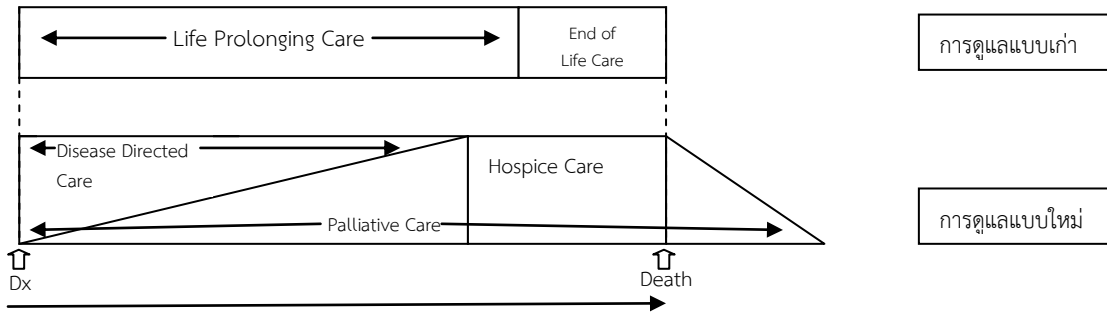 Life Prolonging Care
End of
Life Care
การดูแลแบบเก่า
Disease Directed
Care
Hospice Care
Palliative Care
การดูแลแบบใหม่
Dx
Death